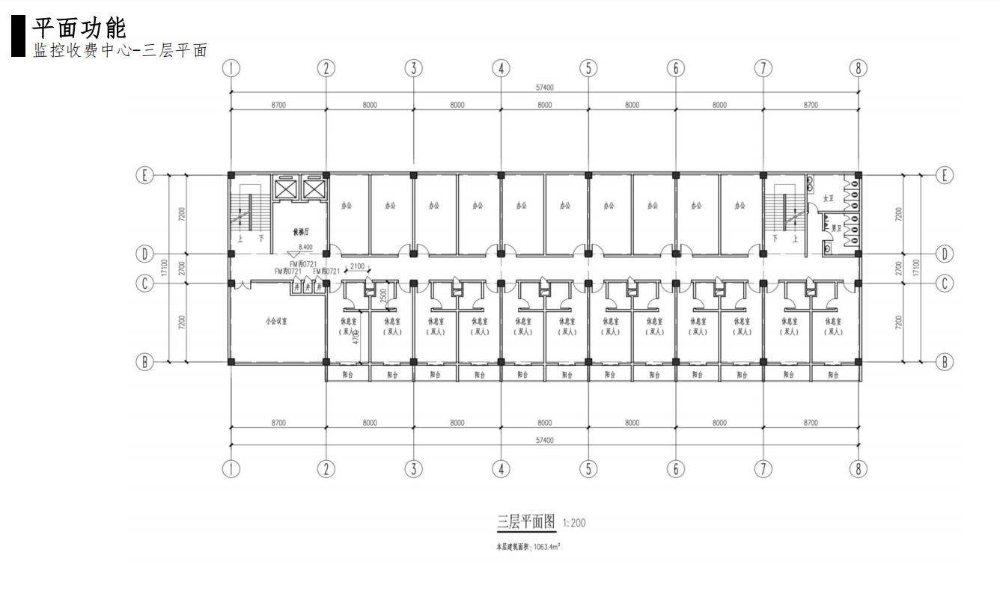 平面功能
监控收费中心-三层平面
1 2 3 4 5 6 7 8
57400
8700 8000 8000 8000 8000 8000 8700
E E
办公 办公 办公 办公 办公 办公 办公 办公 办公 办公
女卫
7200 7200
候梯厅
男卫
上 下 下 上
8.400
D D
FM丙0721
FM丙0721 FM丙0721
2100
17100 2700 2700 17100
C C
井 井 井
2500
小会议室
休息室 休息室 休息室 休息室 休息室 休息室 休息室 休息室 休息室 休息室 休息室 休息室
(双人) (双人) (双人) (双人) (双人) (双人) (双人) (双人) (双人) (双人) (双人) (双人)
7200 7200
4700
B B
阳台 阳台 阳台 阳台 阳台 阳台 阳台 阳台 阳台 阳台 阳台 阳台
8700 8000 8000 8000 8000 8000 8700
57400
1 2 3 4 5 6 7 8
三层平面图 1:200
本层建筑面积：1063.4m²